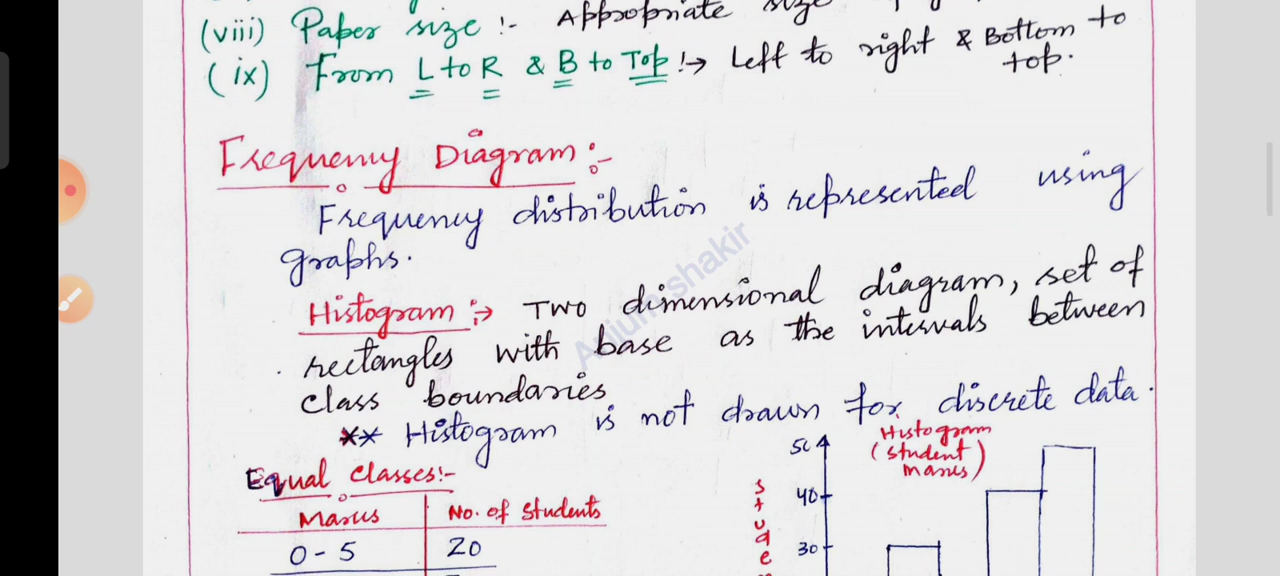 (viii) Paper size :- Appropriate size
(ix) From L to R & B to Top :→ Left to right & Bottom to top.
Frequency Diagram :-
Frequency distribution is represented using
graphs.
Histogram :→ Two dimensional diagram, set of
rectangles with base as the intervals between
class boundaries
** Histogram is not drawn for discrete data.
Equal Classes:-
Marks No. of Students
0 - 5 20
Histogram
(student
marks)
50
40
30
Anjum shakir